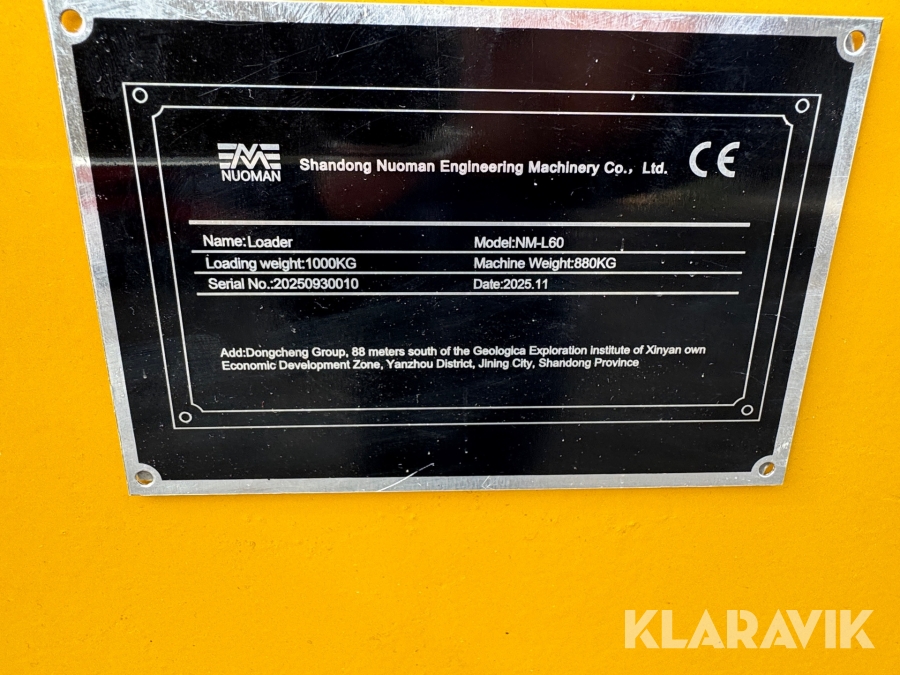 NUOMAN
Shandong Nuoman Engineering Machinery Co., Ltd.
CE
Name:Loader
Model:NM-L60
Loading weight:1000KG
Machine Weight:880KG
Serial No.:20250930010
Date:2025.11
Add:Dongcheng Group, 88 meters south of the Geologica Exploration Institute of Xinyan own
Economic Development Zone, Yanzhou District, Jining City, Shandong Province
KLARAVIK